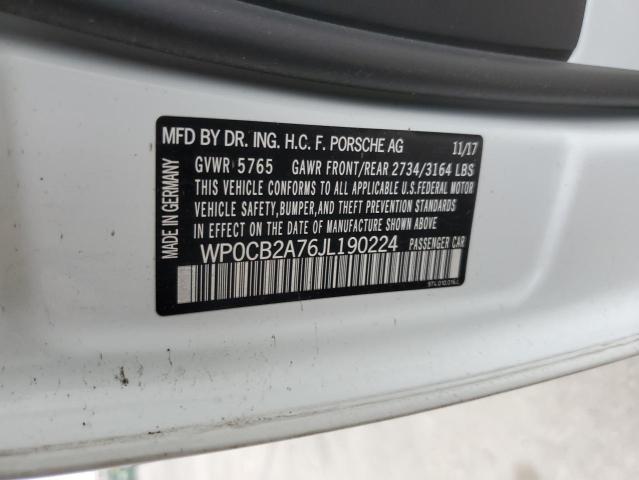 MFD BY DR. ING. H.C. F. PORSCHE AG 11/17
GVWR 5765 GAWR FRONT/REAR 2734/3164 LBS
THIS VEHICLE CONFORMS TO ALL APPLICABLE U.S.FEDERAL MOTOR
VEHICLE SAFETY,BUMPER,AND THEFT PREVENTION STANDARDS
IN EFFECT ON THE DATE OF MANUFACTURE SHOWN ABOVE
WP0CB2A76JL190224 PASSENGER CAR
MADE IN GERMANY